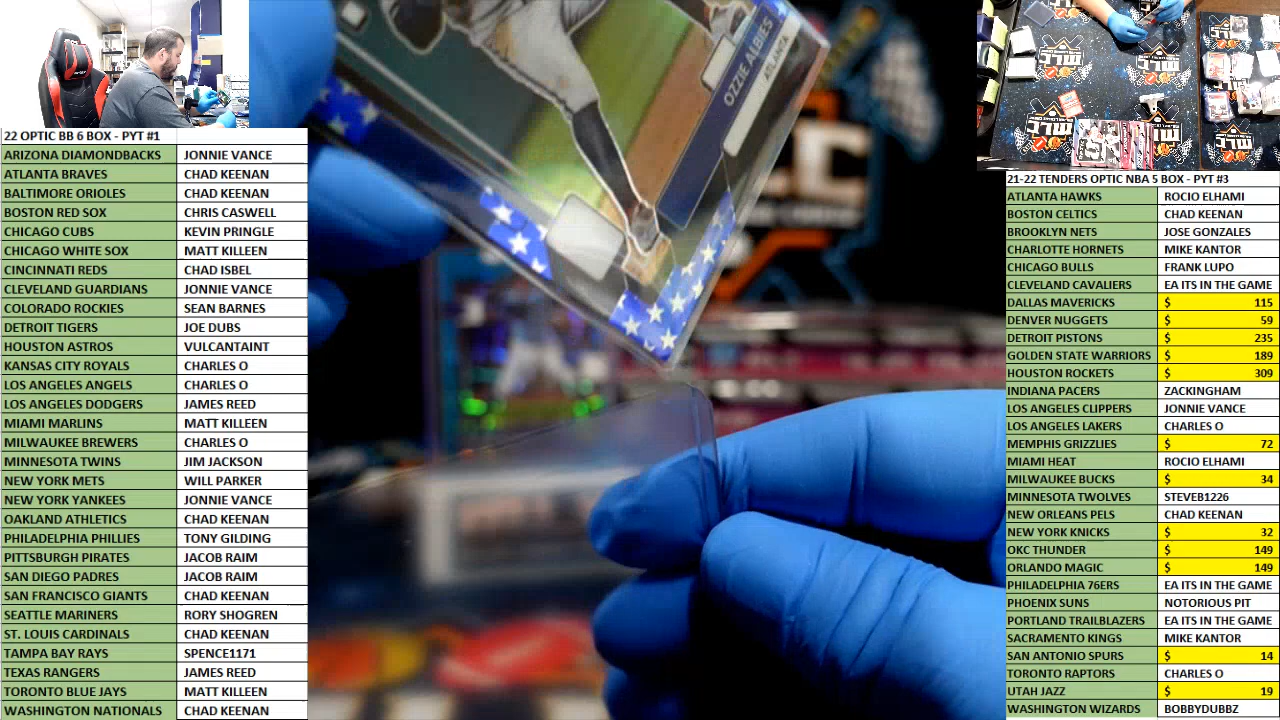 22 OPTIC BB 6 BOX - PYT #1
ARIZONA DIAMONDBACKS JONNIE VANCE
ATLANTA BRAVES CHAD KEENAN
BALTIMORE ORIOLES CHAD KEENAN
BOSTON RED SOX CHRIS CASWELL
CHICAGO CUBS KEVIN PRINGLE
CHICAGO WHITE SOX MATT KILLEEN
CINCINNATI REDS CHAD ISBEL
CLEVELAND GUARDIANS JONNIE VANCE
COLORADO ROCKIES SEAN BARNES
DETROIT TIGERS JOE DUBS
HOUSTON ASTROS VULCANTAINT
KANSAS CITY ROYALS CHARLES O
LOS ANGELES ANGELS CHARLES O
LOS ANGELES DODGERS JAMES REED
MIAMI MARLINS MATT KILLEEN
MILWAUKEE BREWERS CHARLES O
MINNESOTA TWINS JIM JACKSON
NEW YORK METS WILL PARKER
NEW YORK YANKEES JONNIE VANCE
OAKLAND ATHLETICS CHAD KEENAN
PHILADELPHIA PHILLIES TONY GILDING
PITTSBURGH PIRATES JACOB RAIM
SAN DIEGO PADRES JACOB RAIM
SAN FRANCISCO GIANTS CHAD KEENAN
SEATTLE MARINERS RORY SHOGREN
ST. LOUIS CARDINALS CHAD KEENAN
TAMPA BAY RAYS SPENCE1171
TEXAS RANGERS JAMES REED
TORONTO BLUE JAYS MATT KILLEEN
WASHINGTON NATIONALS CHAD KEENAN
OZZIE ALBIES
ATLANTA
21-22 TENDERS OPTIC NBA 5 BOX - PYT #3
ATLANTA HAWKS ROCIO ELHAMI
BOSTON CELTICS CHAD KEENAN
BROOKLYN NETS JOSE GONZALES
CHARLOTTE HORNETS MIKE KANTOR
CHICAGO BULLS FRANK LUPO
CLEVELAND CAVALIERS EA ITS IN THE GAME
DALLAS MAVERICKS $ 115
DENVER NUGGETS $ 59
DETROIT PISTONS $ 235
GOLDEN STATE WARRIORS $ 189
HOUSTON ROCKETS $ 309
INDIANA PACERS ZACKINGHAM
LOS ANGELES CLIPPERS JONNIE VANCE
LOS ANGELES LAKERS CHARLES O
MEMPHIS GRIZZLIES $ 72
MIAMI HEAT ROCIO ELHAMI
MILWAUKEE BUCKS $ 34
MINNESOTA TWOLVES STEVEB1226
NEW ORLEANS PELS CHAD KEENAN
NEW YORK KNICKS $ 32
OKC THUNDER $ 149
ORLANDO MAGIC $ 149
PHILADELPHIA 76ERS EA ITS IN THE GAME
PHOENIX SUNS NOTORIOUS PIT
PORTLAND TRAILBLAZERS EA ITS IN THE GAME
SACRAMENTO KINGS MIKE KANTOR
SAN ANTONIO SPURS $ 14
TORONTO RAPTORS CHARLES O
UTAH JAZZ $ 19
WASHINGTON WIZARDS BOBBYDUBBZ